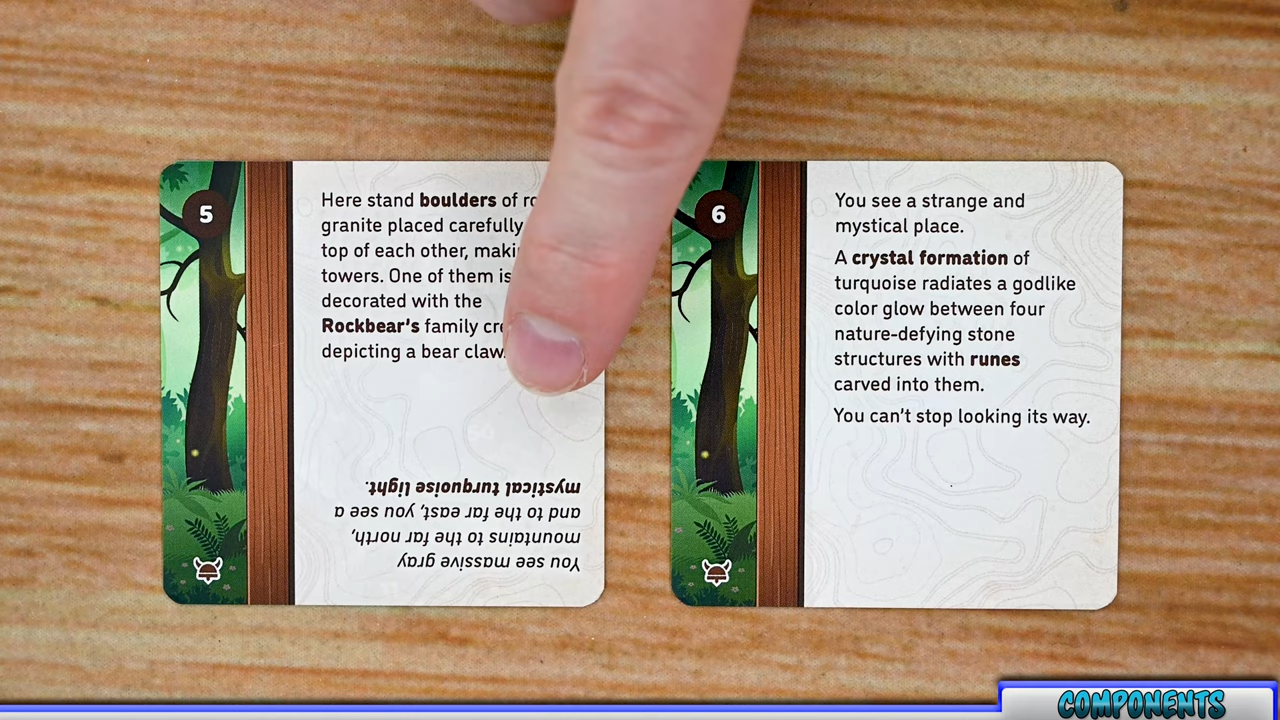 5
Here stand boulders of
granite placed carefully
top of each other,
towers. One of them is
decorated with the
Rockbear's family
depicting a bear claw.
You see massive gray
mountains to the far north,
and to the far east, you see a
mystical turquoise light.
6
You see a strange and
mystical place.
A crystal formation of
turquoise radiates a godlike
color glow between four
nature-defying stone
structures with runes
carved into them.
You can't stop looking its way.
COMPONENTS